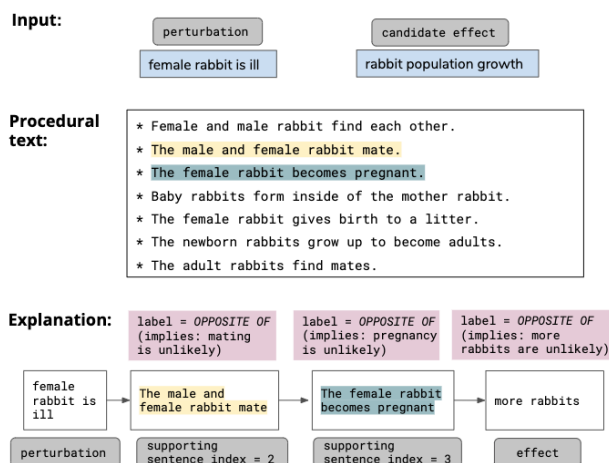 Input:
perturbation
candidate effect
female rabbit is ill
rabbit population growth
Procedural
text:
* Female and male rabbit find each other.
* The male and female rabbit mate.
* The female rabbit becomes pregnant.
* Baby rabbits form inside of the mother rabbit.
* The female rabbit gives birth to a litter.
* The newborn rabbits grow up to become adults.
* The adult rabbits find mates.
Explanation:
label = OPPOSITE OF
(implies: mating
is unlikely)
label = OPPOSITE OF
(implies: pregnancy
is unlikely)
label = OPPOSITE OF
(implies: more
rabbits are unlikely)
female
rabbit is
ill
The male and
female rabbit mate
The female rabbit
becomes pregnant
more rabbits
perturbation
supporting
sentence index = 2
supporting
sentence index = 3
effect